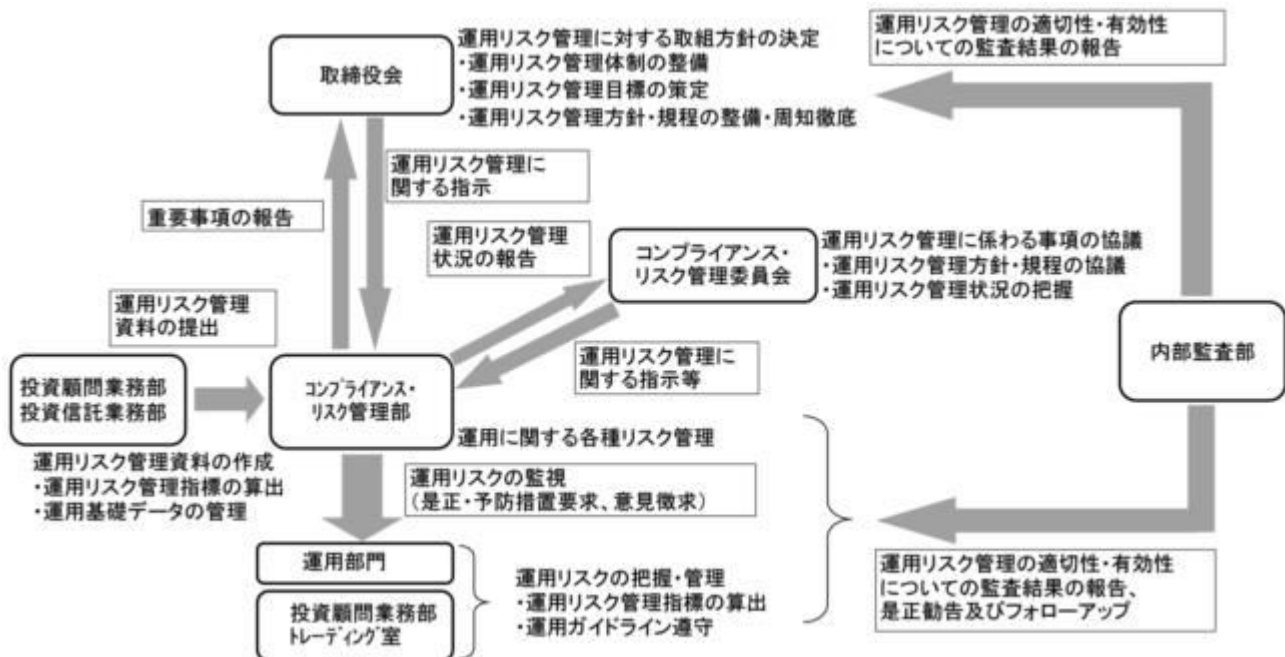 運用リスク管理の適切性・有効性
についての監査結果の報告
取締役会
運用リスク管理に対する取組方針の決定
・運用リスク管理体制の整備
・運用リスク管理目標の策定
・運用リスク管理方針・規程の整備・周知徹底
運用リスク管理に
関する指示
重要事項の報告
運用リスク管理
状況の報告
コンプライアンス・
リスク管理委員会
運用リスク管理に係わる事項の協議
・運用リスク管理方針・規程の協議
・運用リスク管理状況の把握
運用リスク管理
資料の提出
内部監査部
運用リスク管理に
関する指示等
投資顧問業務部
投資信託業務部
コンプライアンス・
リスク管理部
運用に関する各種リスク管理
運用リスク管理資料の作成
・運用リスク管理指標の算出
・運用基礎データの管理
運用リスクの監視
(是正・予防措置要求、意見徴求)
運用部門
投資顧問業務部
トレーディング室
運用リスクの把握・管理
・運用リスク管理指標の算出
・運用ガイドライン遵守
運用リスク管理の適切性・有効性
についての監査結果の報告、
是正勧告及びフォローアップ